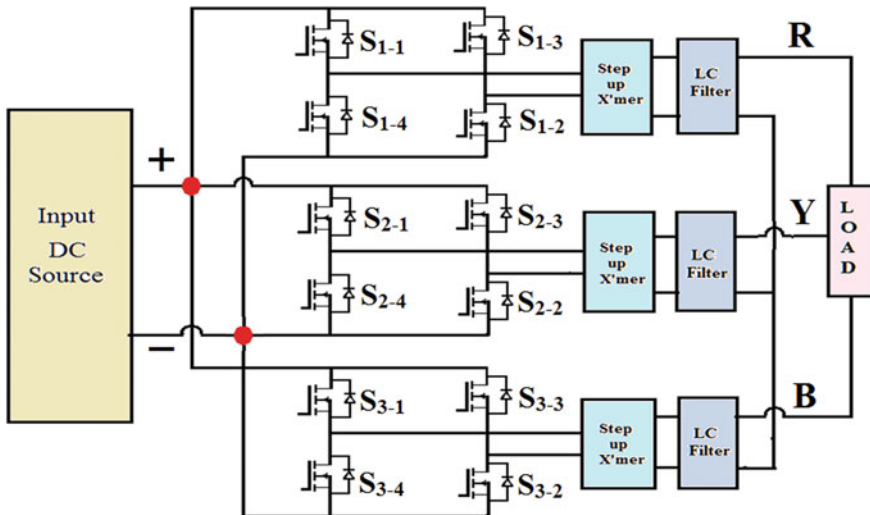 S1-1
S1-3
S1-4
S1-2
Step
up
X'mer
LC
Filter
R
+
Input
DC
Source
−
S2-1
S2-3
S2-4
S2-2
Step
up
X'mer
LC
Filter
Y
L
O
A
D
S3-1
S3-3
S3-4
S3-2
Step
up
X'mer
LC
Filter
B